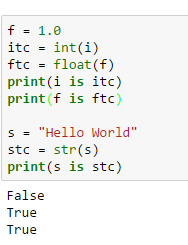 f = 1.0
itc = int(i)
ftc = float(f)
print(i is itc)
print(f is ftc)
s = "Hello World"
stc = str(s)
print(s is stc)
False
True
True